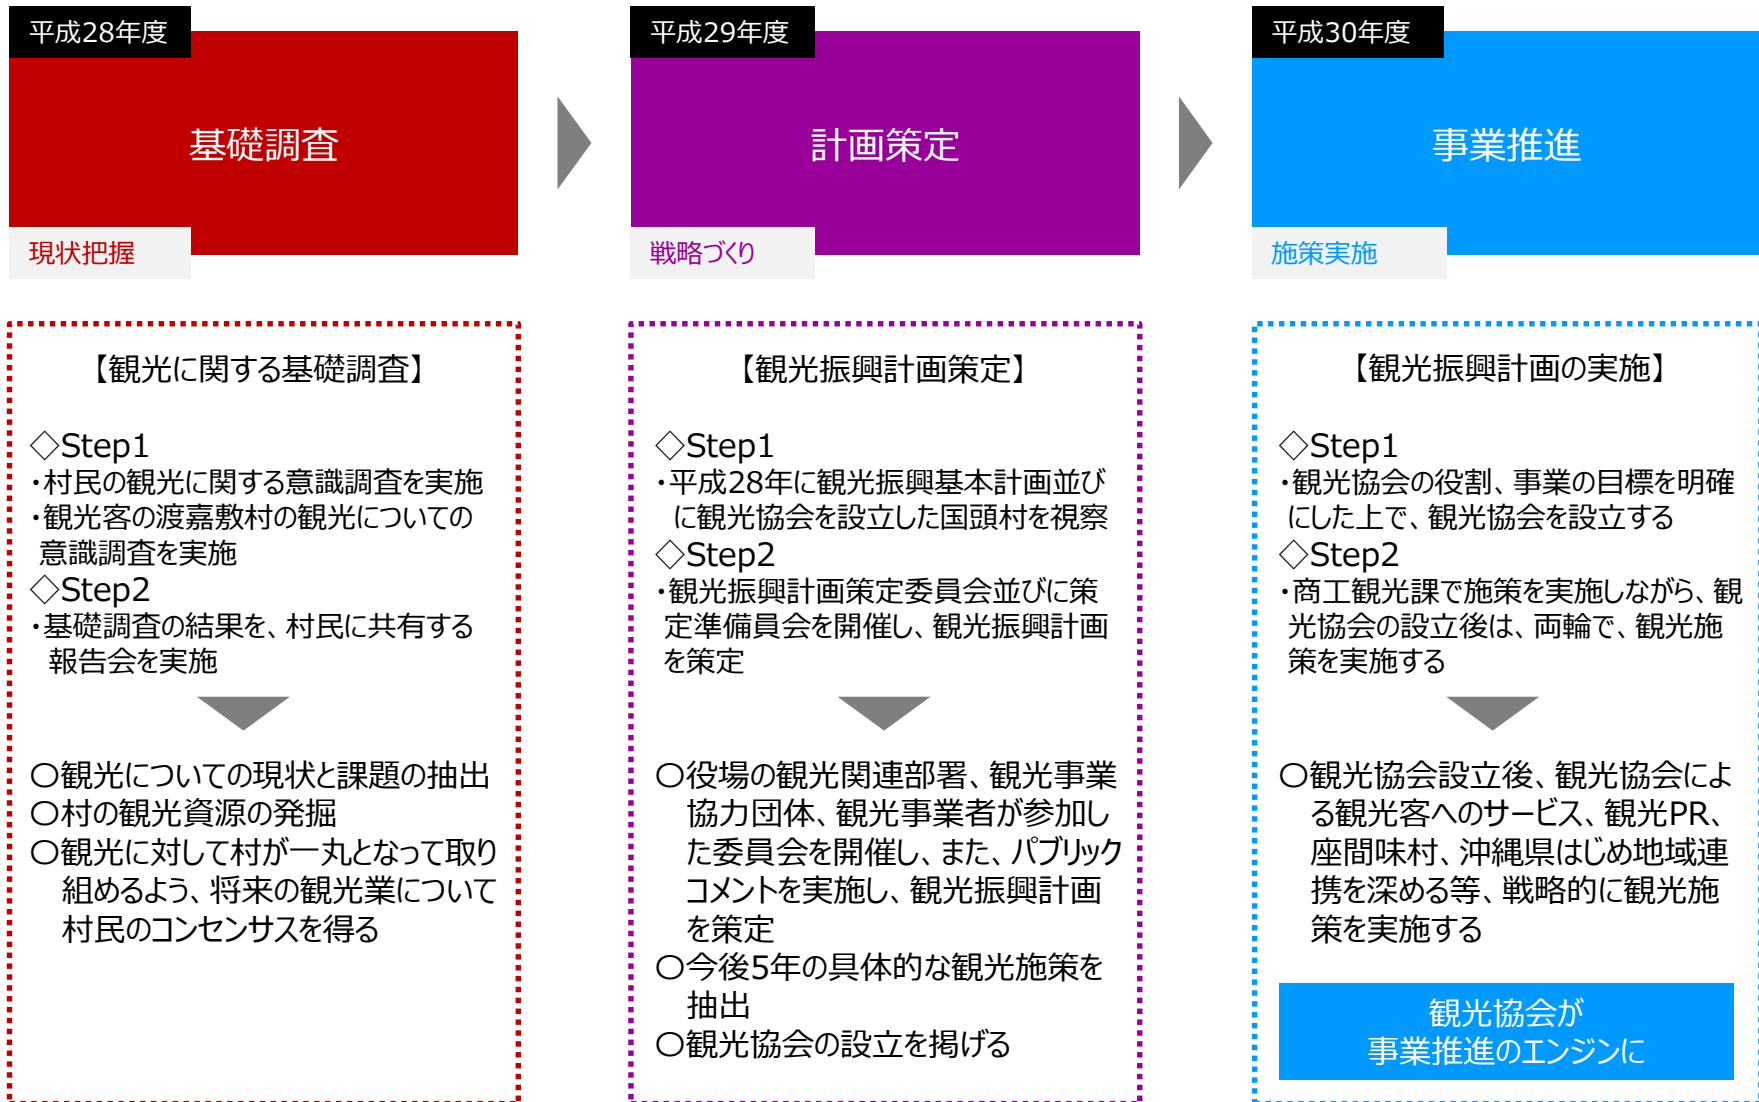 平成28年度
基礎調査
現状把握
平成29年度
計画策定
戦略づくり
平成30年度
事業推進
施策実施
【観光に関する基礎調査】
◇Step1
・村民の観光に関する意識調査を実施
・観光客の渡嘉敷村の観光についての
意識調査を実施
◇Step2
・基礎調査の結果を、村民に共有する
報告会を実施
〇観光についての現状と課題の抽出
〇村の観光資源の発掘
〇観光に対して村が一丸となって取り
組めるよう、将来の観光業について
村民のコンセンサスを得る
【観光振興計画策定】
◇Step1
・平成28年に観光振興基本計画並び
に観光協会を設立した国頭村を視察
◇Step2
・観光振興計画策定委員会並びに策
定準備員会を開催し、観光振興計画
を策定
〇役場の観光関連部署、観光事業
協力団体、観光事業者が参加し
た委員会を開催し、また、パブリック
コメントを実施し、観光振興計画
を策定
〇今後5年の具体的な観光施策を
抽出
〇観光協会の設立を掲げる
【観光振興計画の実施】
◇Step1
・観光協会の役割、事業の目標を明確
にした上で、観光協会を設立する
◇Step2
・商工観光課で施策を実施しながら、観
光協会の設立後は、両輪で、観光施
策を実施する
〇観光協会設立後、観光協会によ
る観光客へのサービス、観光PR、
座間味村、沖縄県はじめ地域連
携を深める等、戦略的に観光施
策を実施する
観光協会が
事業推進のエンジンに